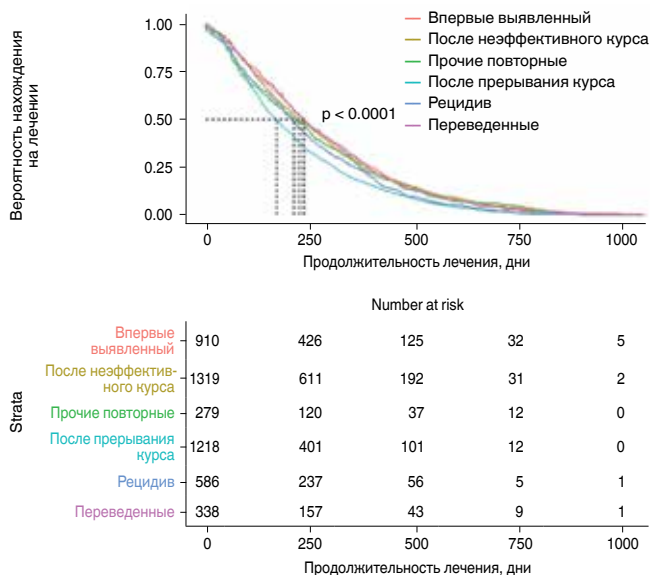 Вероятность нахождения
на лечении
1.00
0.75
0.50
0.25
0.00
Впервые выявленный
После неэффективного курса
Прочие повторные
После прерывания курса
Рецидив
Переведенные
p < 0.0001
0 250 500 750 1000
Продолжительность лечения, дни
Number at risk
Strata
Впервые
выявленный 910 426 125 32 5
После неэффектив-
ного курса 1319 611 192 31 2
Прочие повторные 279 120 37 12 0
После прерывания
курса 1218 401 101 12 0
Рецидив 586 237 56 5 1
Переведенные 338 157 43 9 1
0 250 500 750 1000
Продолжительность лечения, дни